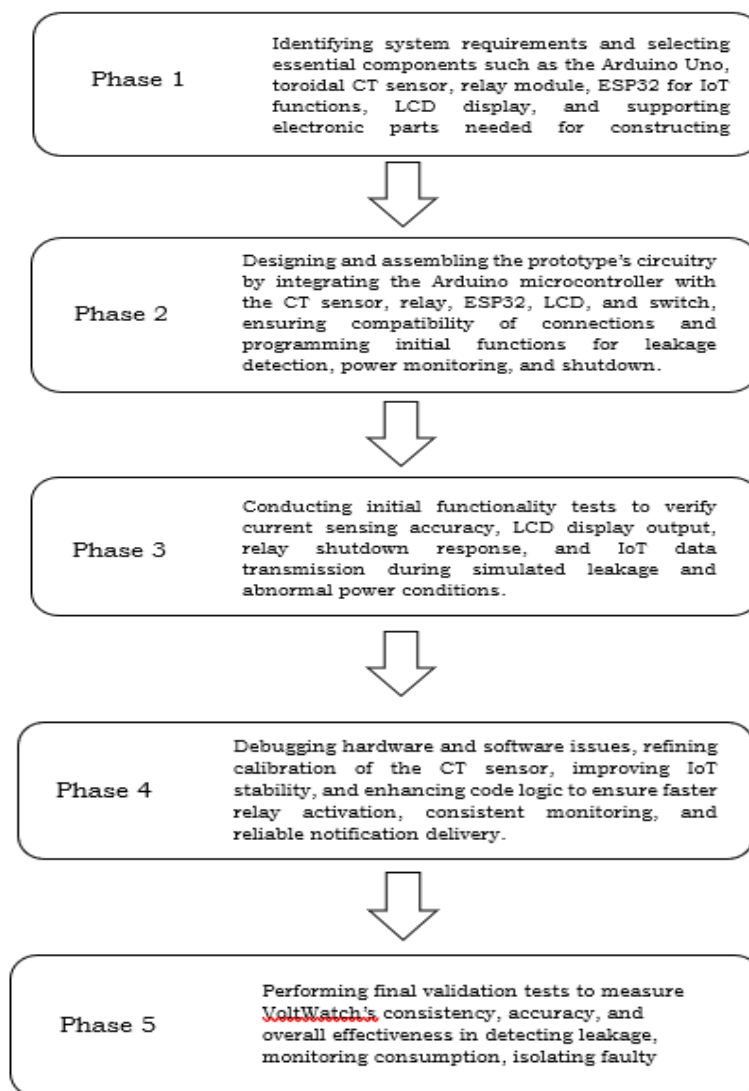 Phase 1
Identifying system requirements and selecting
essential components such as the Arduino Uno,
toroidal CT sensor, relay module, ESP32 for IoT
functions, LCD display, and supporting
electronic parts needed for constructing
Phase 2
Designing and assembling the prototype's circuitry
by integrating the Arduino microcontroller with
the CT sensor, relay, ESP32, LCD, and switch,
ensuring compatibility of connections and
programming initial functions for leakage
detection, power monitoring, and shutdown.
Phase 3
Conducting initial functionality tests to verify
current sensing accuracy, LCD display output,
relay shutdown response, and IoT data
transmission during simulated leakage and
abnormal power conditions.
Phase 4
Debugging hardware and software issues, refining
calibration of the CT sensor, improving IoT
stability, and enhancing code logic to ensure faster
relay activation, consistent monitoring, and
reliable notification delivery.
Phase 5
Performing final validation tests to measure
VoltWatch's consistency, accuracy, and
overall effectiveness in detecting leakage,
monitoring consumption, isolating faulty